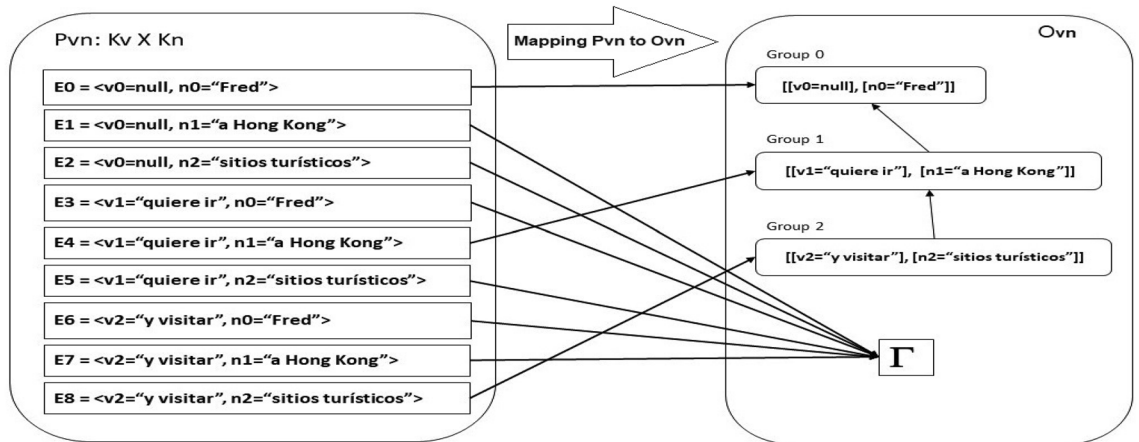 Pvn: Kv X Kn
E0 = <v0=null, n0=“Fred”>
E1 = <v0=null, n1=“a Hong Kong”>
E2 = <v0=null, n2=“sitios turísticos”>
E3 = <v1=“quiere ir”, n0=“Fred”>
E4 = <v1=“quiere ir”, n1=“a Hong Kong”>
E5 = <v1=“quiere ir”, n2=“sitios turísticos”>
E6 = <v2=“y visitar”, n0=“Fred”>
E7 = <v2=“y visitar”, n1=“a Hong Kong”>
E8 = <v2=“y visitar”, n2=“sitios turísticos”>
Mapping Pvn to Ovn
Ovn
Group 0
[[v0=null], [n0=“Fred”]]
Group 1
[[v1=“quiere ir”], [n1=“a Hong Kong”]]
Group 2
[[v2=“y visitar”], [n2=“sitios turísticos”]]
Γ